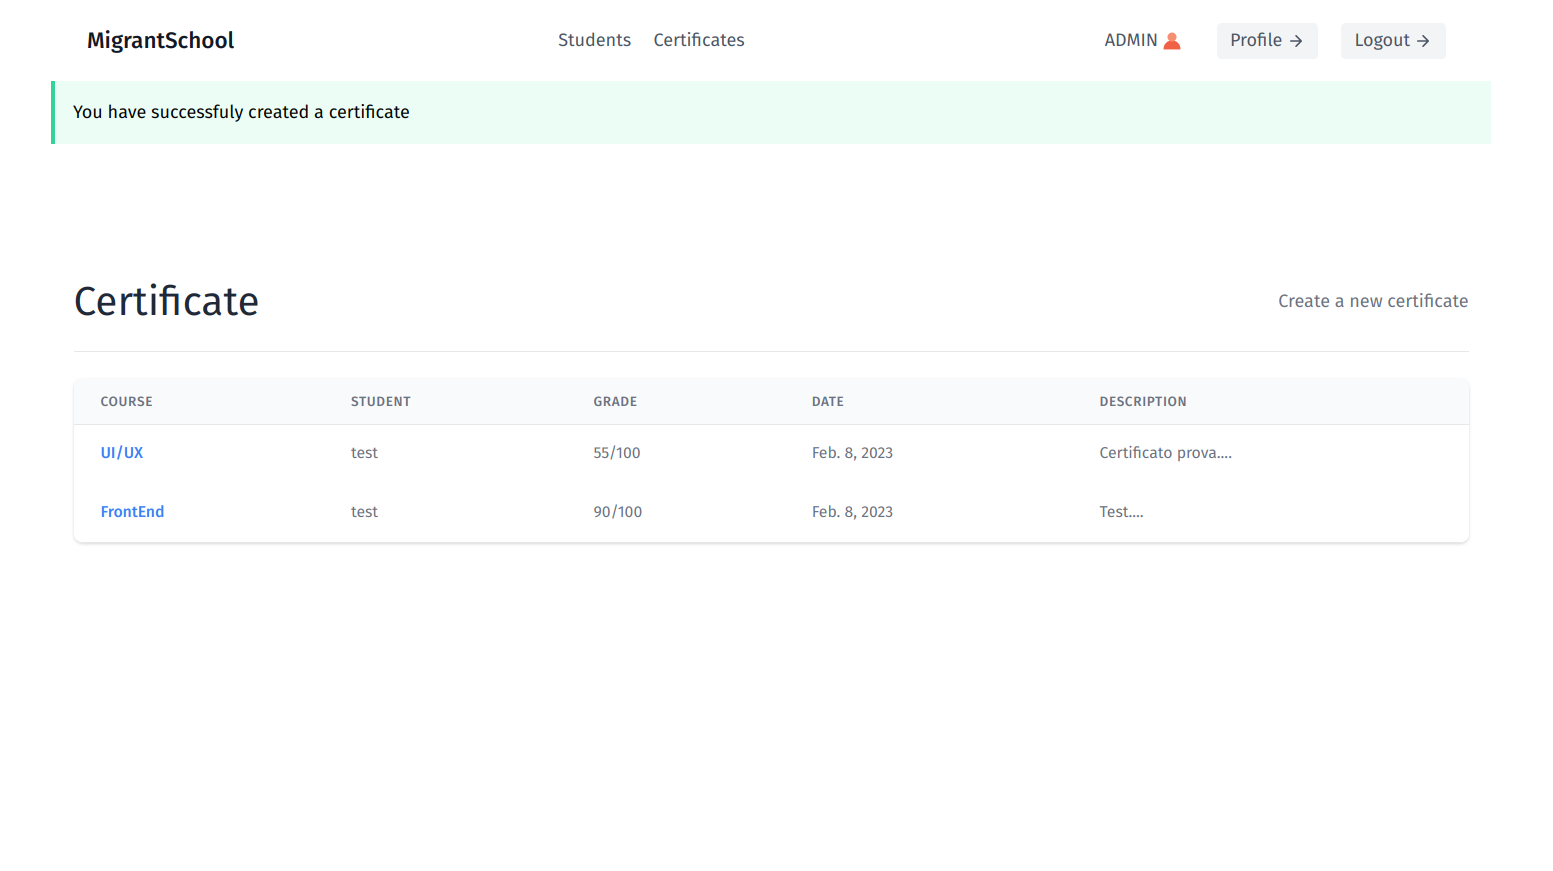 MigrantSchool Students Certificates ADMIN Profile → Logout →
You have successfuly created a certificate
Certificate Create a new certificate
COURSE STUDENT GRADE DATE DESCRIPTION
UI/UX test 55/100 Feb. 8, 2023 Certificato prova....
FrontEnd test 90/100 Feb. 8, 2023 Test....